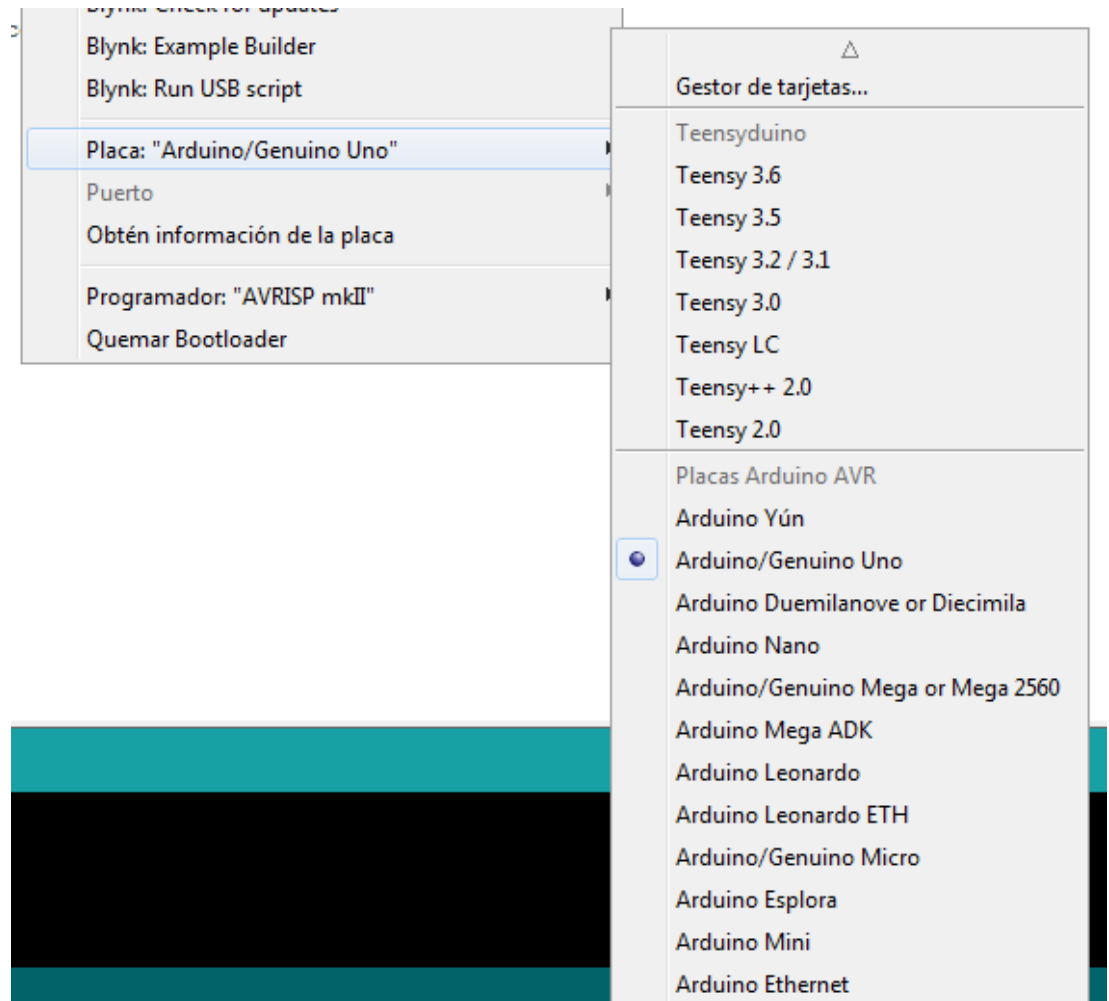 Blynk: Check for updates
Blynk: Example Builder
Blynk: Run USB script
Placa: "Arduino/Genuino Uno"
Puerto
Obtén información de la placa
Programador: "AVRISP mkII"
Quemar Bootloader
Gestor de tarjetas...
Teensyduino
Teensy 3.6
Teensy 3.5
Teensy 3.2 / 3.1
Teensy 3.0
Teensy LC
Teensy++ 2.0
Teensy 2.0
Placas Arduino AVR
Arduino Yún
Arduino/Genuino Uno
Arduino Duemilanove or Diecimila
Arduino Nano
Arduino/Genuino Mega or Mega 2560
Arduino Mega ADK
Arduino Leonardo
Arduino Leonardo ETH
Arduino/Genuino Micro
Arduino Esplora
Arduino Mini
Arduino Ethernet